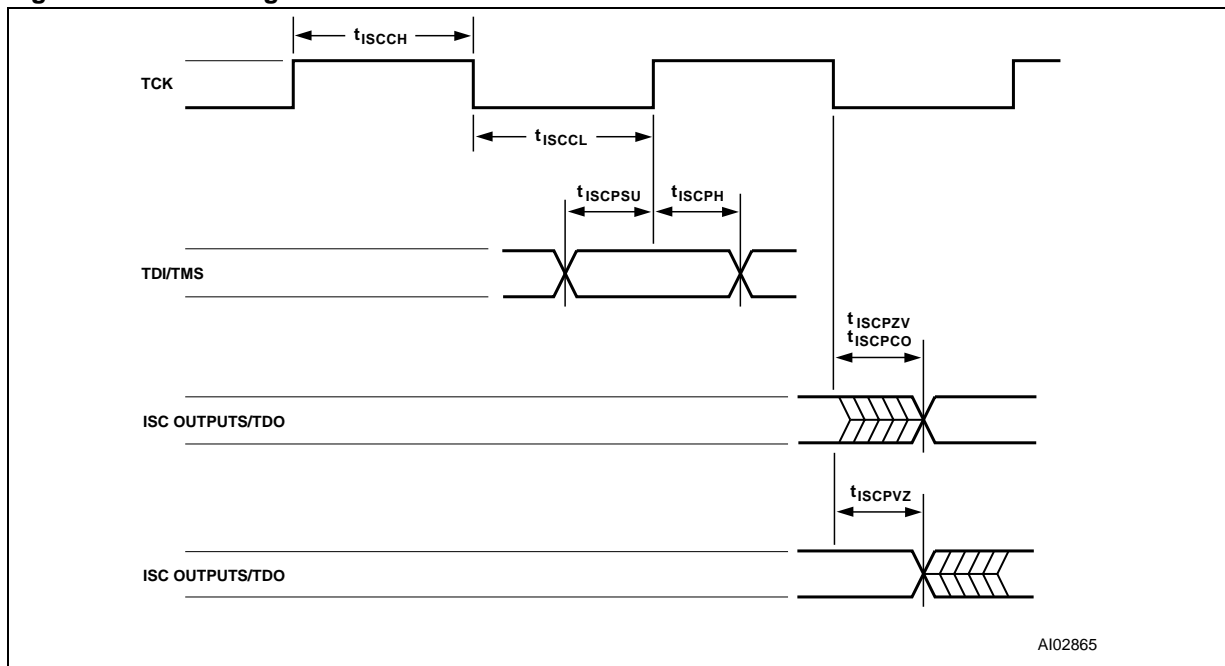 tISCCH
TCK
tISCCL
tISCPSU
tISCPH
TDI/TMS
tISCPZV
tISCPCO
ISC OUTPUTS/TDO
tISCPVZ
ISC OUTPUTS/TDO
AI02865